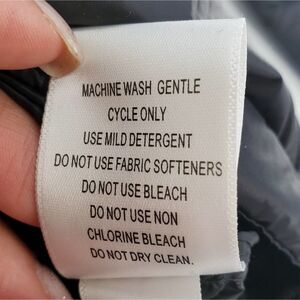 MACHINE WASH GENTLE
CYCLE ONLY
USE MILD DETERGENT
DO NOT USE FABRIC SOFTENERS
DO NOT USE BLEACH
DO NOT USE NON
CHLORINE BLEACH
DO NOT DRY CLEAN.